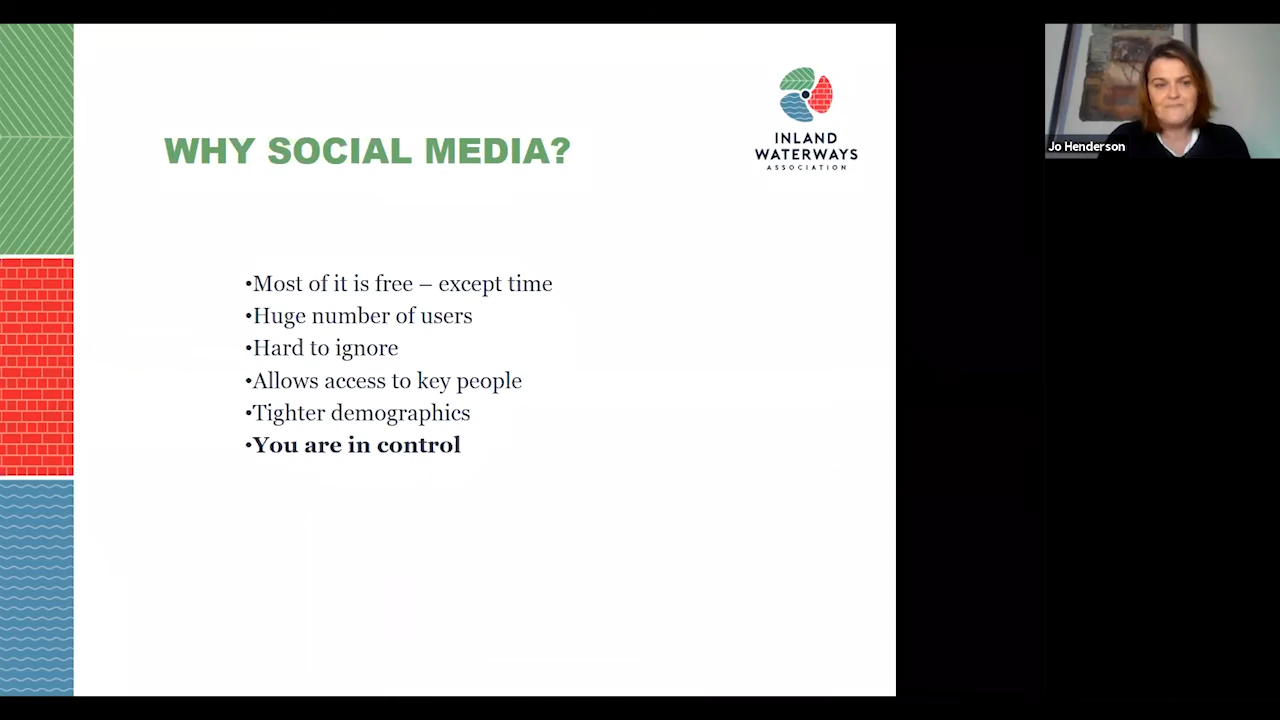 WHY SOCIAL MEDIA?
INLAND
WATERWAYS
ASSOCIATION
•Most of it is free – except time
•Huge number of users
•Hard to ignore
•Allows access to key people
•Tighter demographics
•You are in control
Jo Henderson